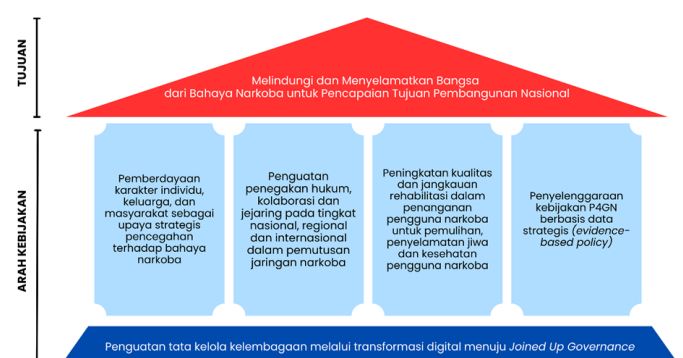 TUJUAN
Melindungi dan Menyelamatkan Bangsa
dari Bahaya Narkoba untuk Pencapaian Tujuan Pembangunan Nasional
ARAH KEBIJAKAN
Pemberdayaan
karakter individu,
keluarga, dan
masyarakat sebagai
upaya strategis
pencegahan
terhadap bahaya
narkoba
Penguatan
penegakan hukum,
kolaborasi dan
jejaring pada tingkat
nasional, regional
dan internasional
dalam pemutusan
jaringan narkoba
Peningkatan kualitas
dan jangkauan
rehabilitasi dalam
penanganan
pengguna narkoba
untuk pemulihan,
penyelamatan jiwa
dan kesehatan
pengguna narkoba
Penyelenggaraan
kebijakan P4GN
berbasis data
strategis (evidence-
based policy)
Penguatan tata kelola kelembagaan melalui transformasi digital menuju Joined Up Governance